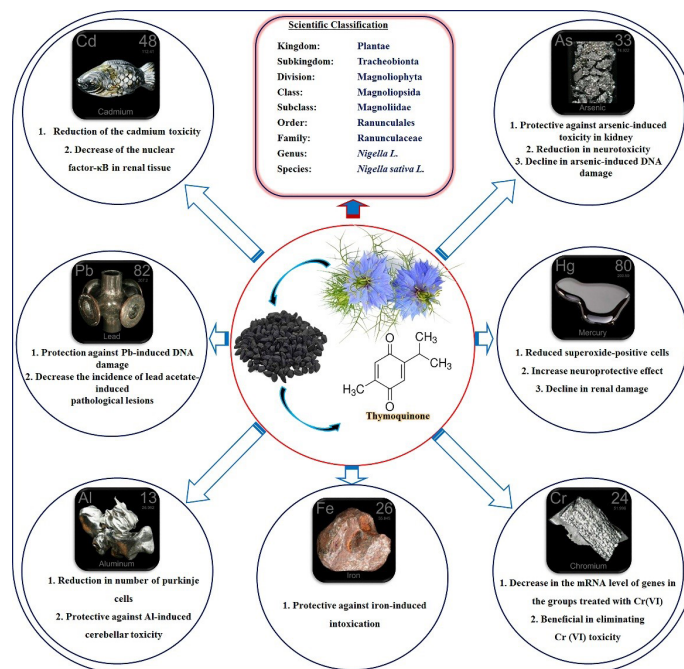 Scientific Classification
Kingdom: Plantae
Subkingdom: Tracheobionta
Division: Magnoliophyta
Class: Magnoliopsida
Subclass: Magnoliidae
Order: Ranunculales
Family: Ranunculaceae
Genus: Nigella L.
Species: Nigella sativa L.
Cd 48
Cadmium
1. Reduction of the cadmium toxicity
2. Decrease of the nuclear
factor-κB in renal tissue
As 33
Arsenic
1. Protective against arsenic-induced
toxicity in kidney
2. Reduction in neurotoxicity
3. Decline in arsenic-induced DNA
damage
Pb 82
Lead
1. Protection against Pb-induced DNA
damage
2. Decrease the incidence of lead acetate-
induced
pathological lesions
O
CH3
CH3
H3C
O
Thymoquinone
Hg 80
Mercury
1. Reduced superoxide-positive cells
2. Increase neuroprotective effect
3. Decline in renal damage
Al 13
Aluminum
1. Reduction in number of purkinje
cells
2. Protective against Al-induced
cerebellar toxicity
Fe 26
Iron
1. Protective against iron-induced
intoxication
Cr 24
Chromium
1. Decrease in the mRNA level of genes in
the groups treated with Cr(VI)
2. Beneficial in eliminating
Cr (VI) toxicity